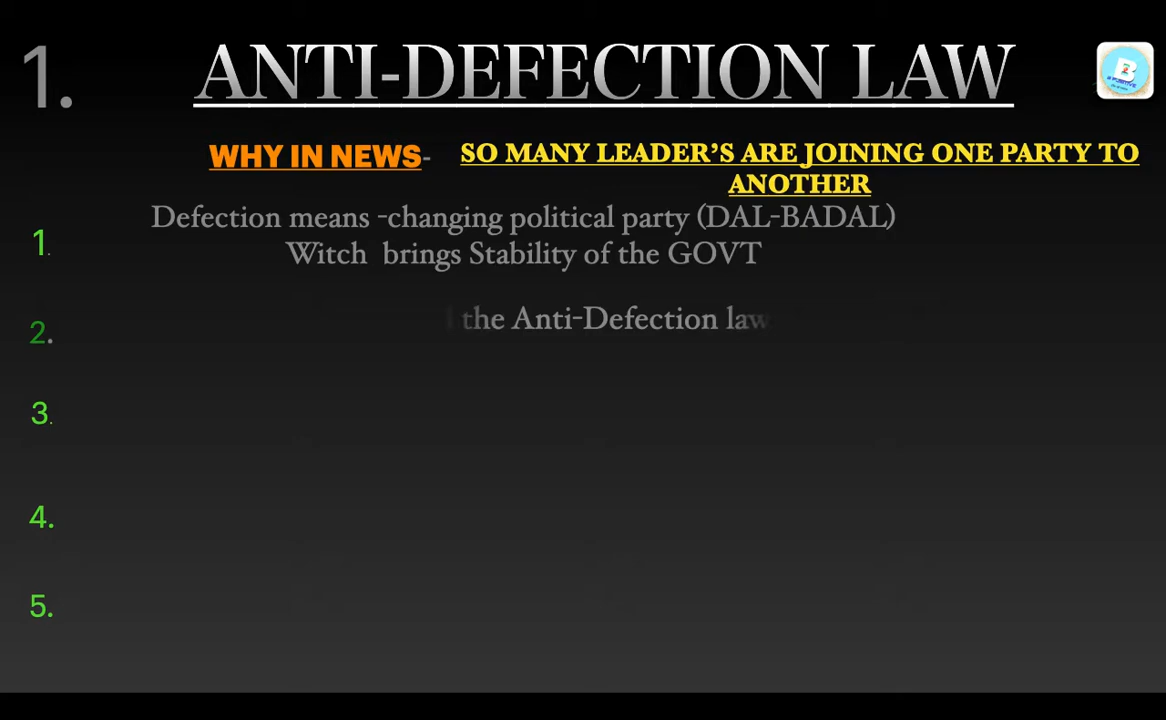 1. ANTI-DEFECTION LAW
WHY IN NEWS- SO MANY LEADER'S ARE JOINING ONE PARTY TO
ANOTHER
Defection means -changing political party (DAL-BADAL)
1. Witch brings Stability of the GOVT
2. the Anti-Defection law
3.
4.
5.
B